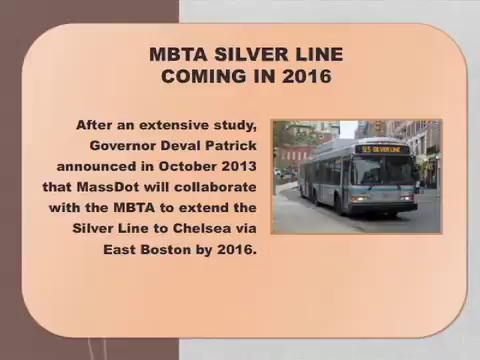 MBTA SILVER LINE
COMING IN 2016
After an extensive study,
Governor Deval Patrick
announced in October 2013
that MassDot will collaborate
with the MBTA to extend the
Silver Line to Chelsea via
East Boston by 2016.
SILVER LINE